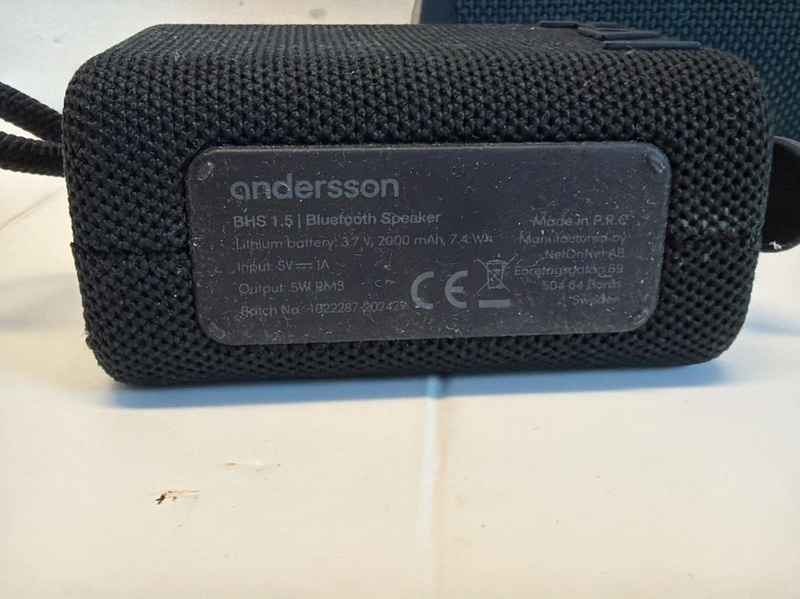 andersson
BHS 1.5 | Bluetooth Speaker
Lithium battery: 3.7 V, 2000 mAh, 7.4 Wh
Input: 5V⎓1A
Output: 5W RMS
Batch No.: 1022287-202429
CE
Made in P.R.C
Manufactured by
NetOnNet AB
Företagsgatan 69
504 64 Borås
Sweden